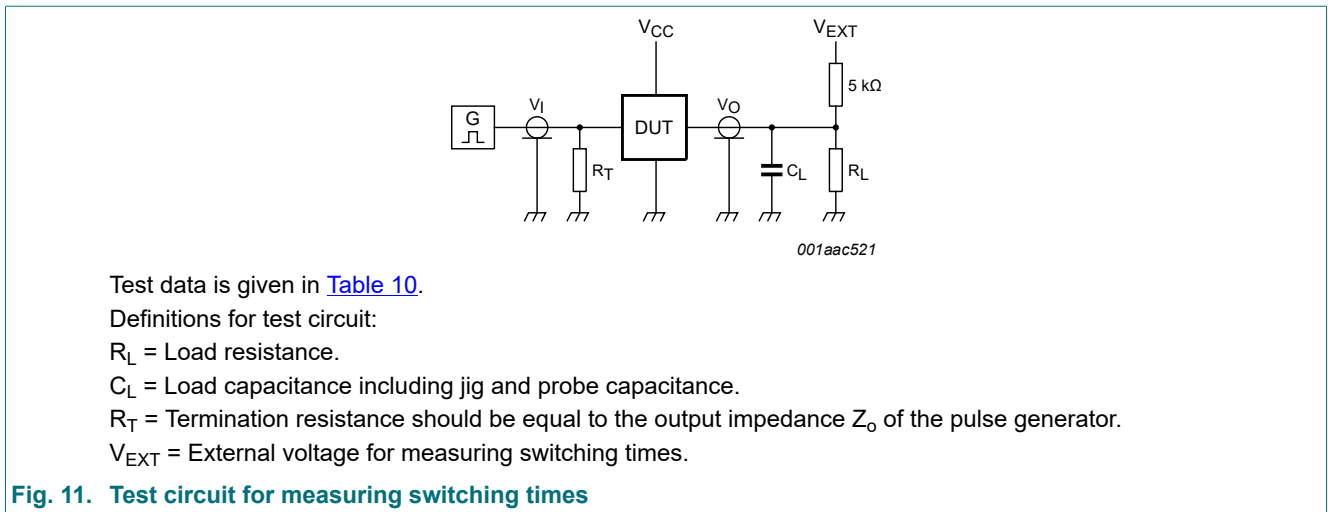 VCC
VEXT
5 kΩ
G
VI
DUT
VO
RT
CL
RL
001aac521
Test data is given in Table 10.
Definitions for test circuit:
RL = Load resistance.
CL = Load capacitance including jig and probe capacitance.
RT = Termination resistance should be equal to the output impedance Zo of the pulse generator.
VEXT = External voltage for measuring switching times.
Fig. 11. Test circuit for measuring switching times